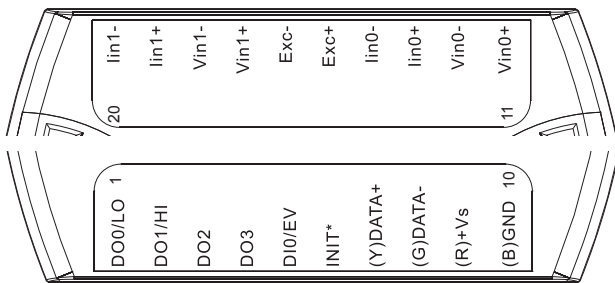 Iin1-
Iin1+
Vin1-
Vin1+
Exc-
Exc+
Iin0-
Iin0+
Vin0-
Vin0+
20
11
1
10
DO0/LO
DO1/HI
DO2
DO3
DI0/EV
INIT*
(Y)DATA+
(G)DATA-
(R)+Vs
(B)GND